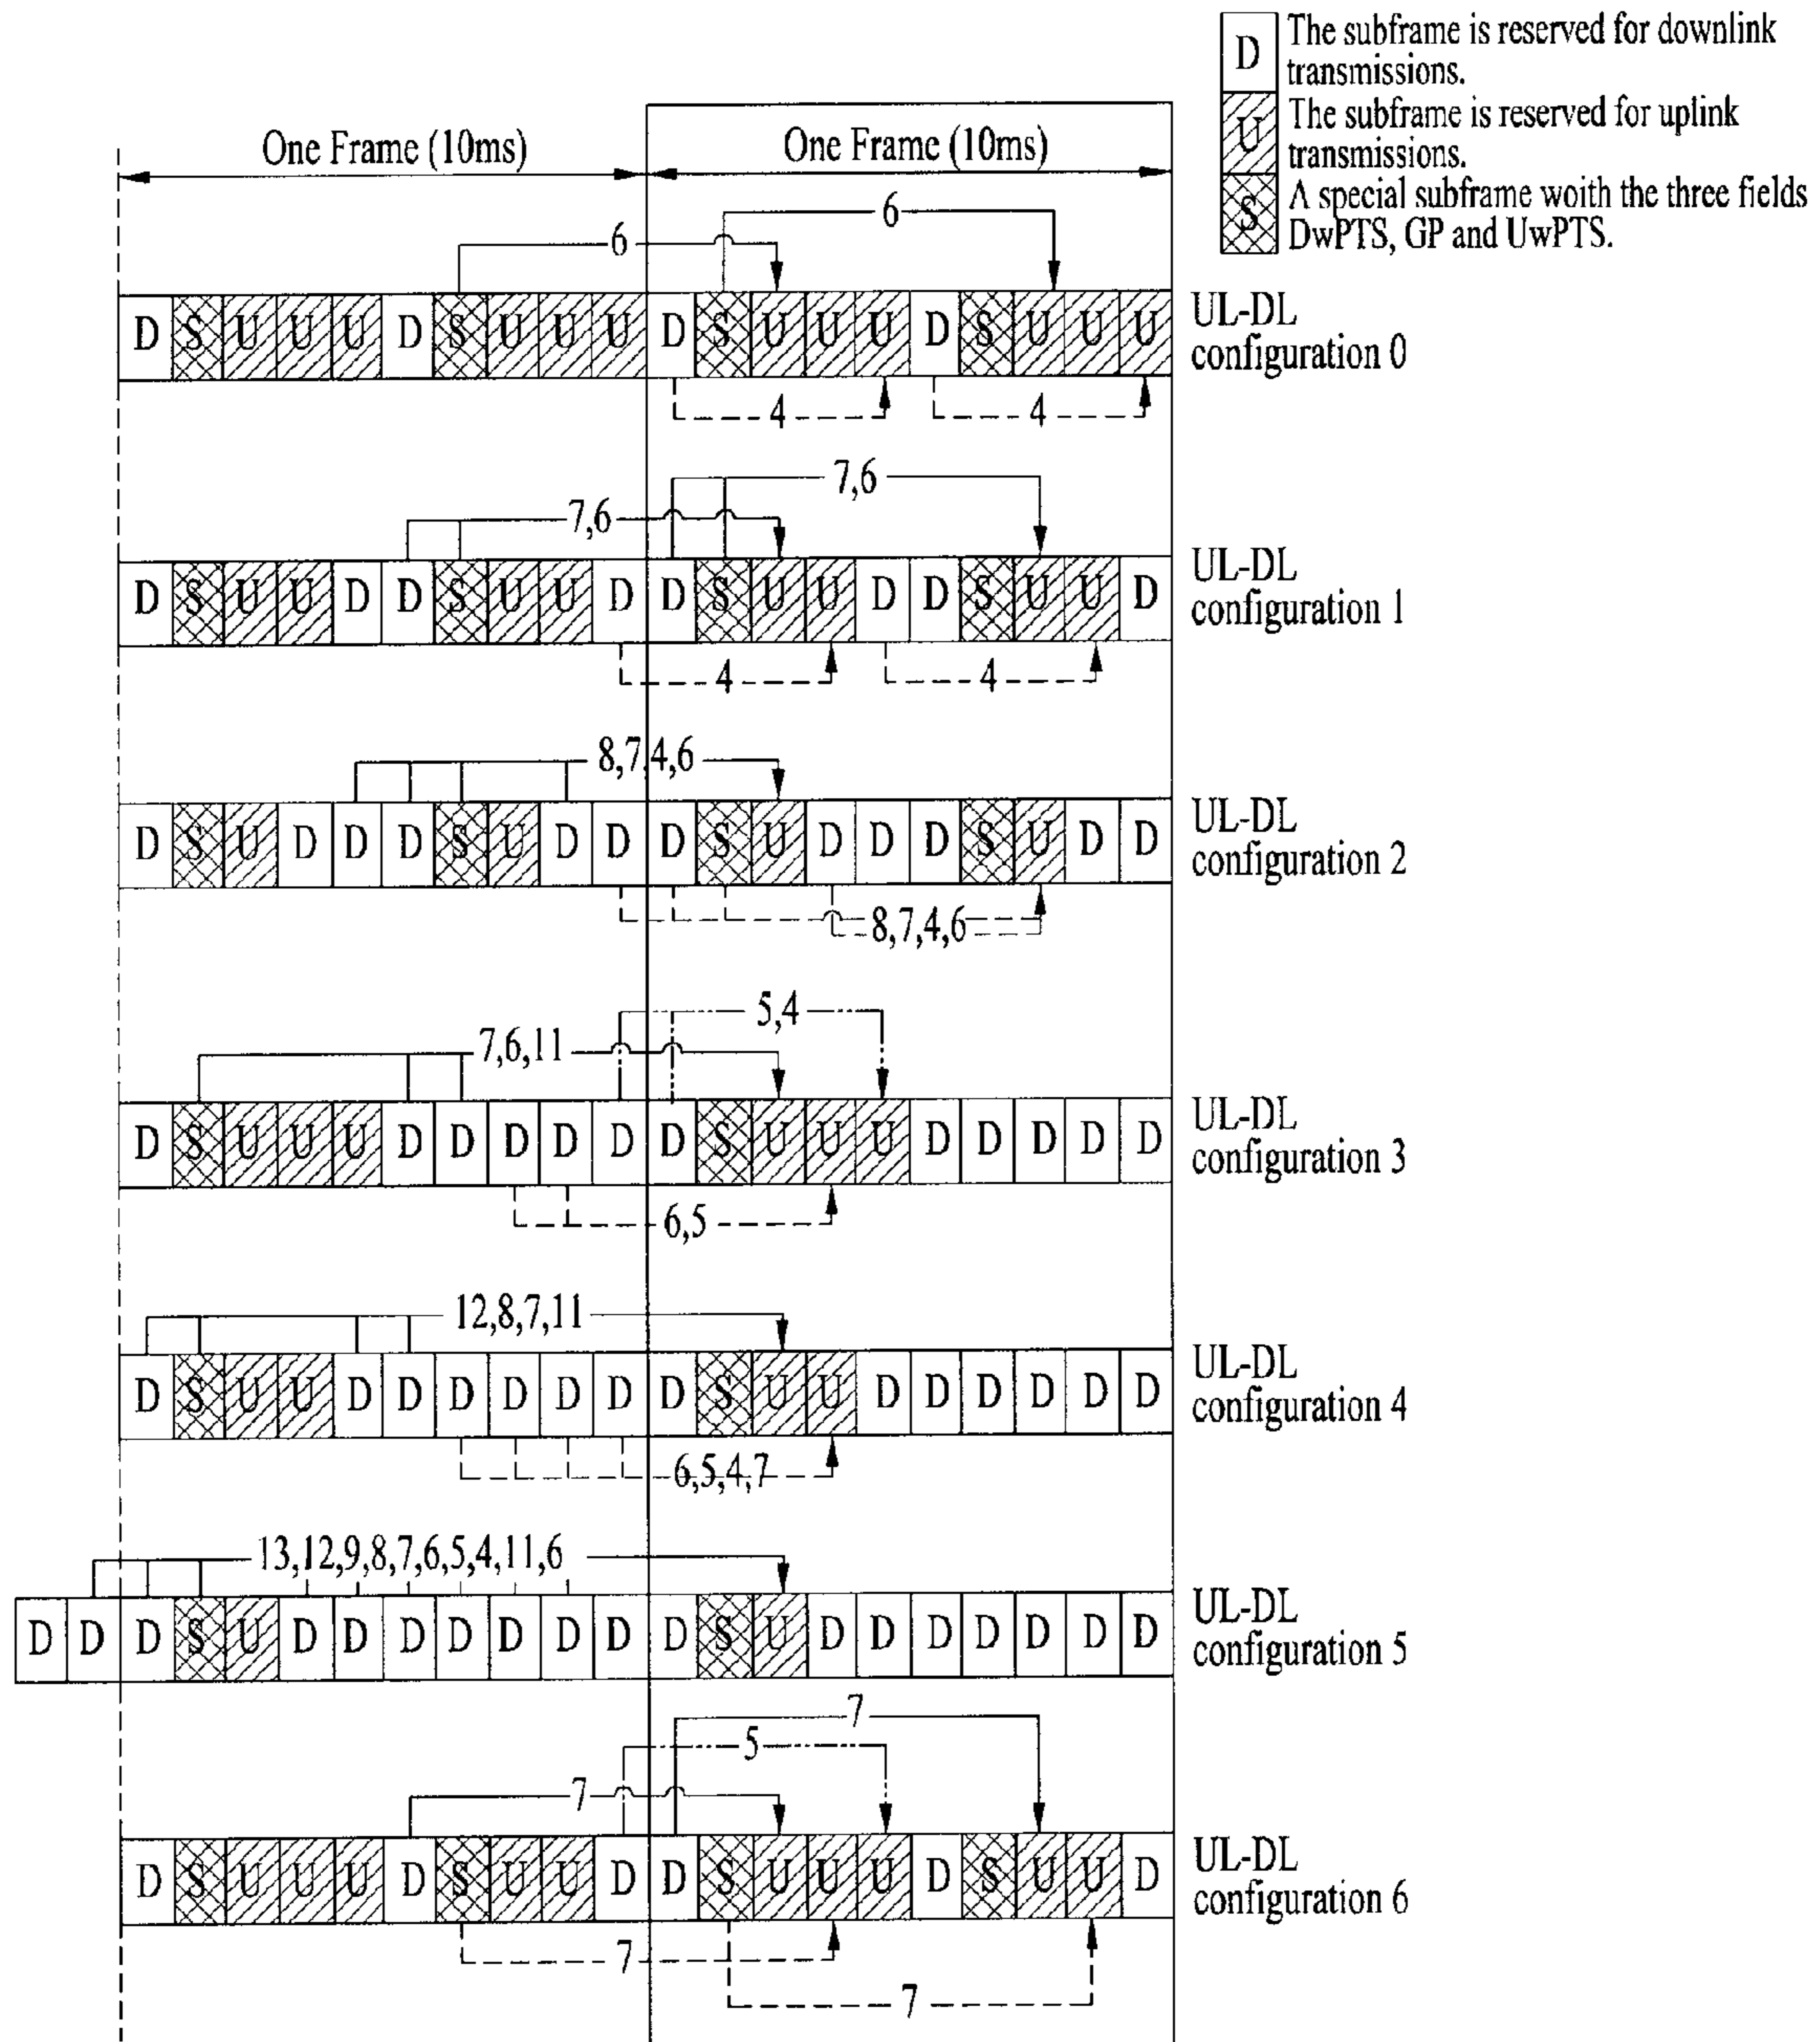 D The subframe is reserved for downlink
transmissions.
U The subframe is reserved for uplink
transmissions.
S A special subframe woith the three fields
DwPTS, GP and UwPTS.
One Frame (10ms) One Frame (10ms)
6
6
D S U U U D S U U U D S U U U D S U U U
UL-DL
configuration 0
4 4
7,6
7,6
D S U U D D S U U D D S U U D D S U U D
UL-DL
configuration 1
4 4
8,7,4,6
D S U D D D S U D D D S U D D D S U D D
UL-DL
configuration 2
8,7,4,6
5,4
7,6,11
D S U U U D D D D D D S U U U D D D D D
UL-DL
configuration 3
6,5
12,8,7,11
D S U U D D D D D D D S U U D D D D D D
UL-DL
configuration 4
6,5,4,7
13,12,9,8,7,6,5,4,11,6
D D D S U D D D D D D D D S U D D D D D D D
UL-DL
configuration 5
7
5
7
D S U U U D S U U D D S U U U D S U U D
UL-DL
configuration 6
7
7